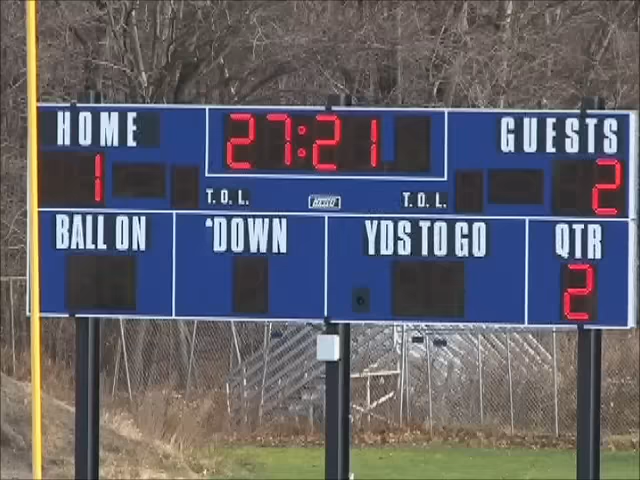 HOME 27:21 GUESTS
1 T.O.L. T.O.L. 2
BALL ON DOWN YDS TO GO QTR
2